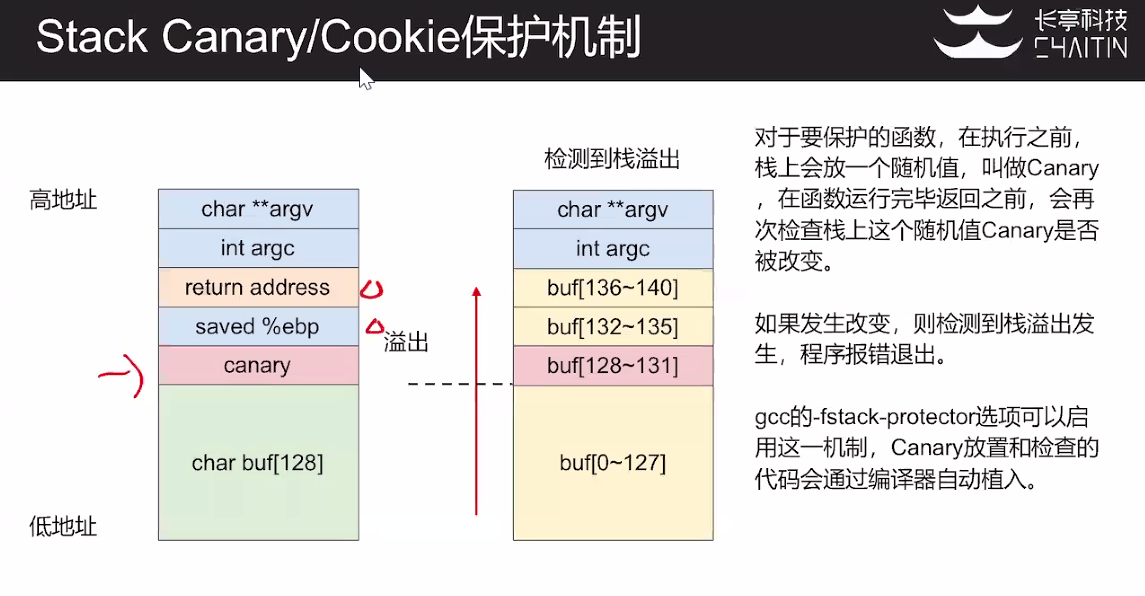 Stack Canary/Cookie保护机制
长亭科技
CHAITIN
高地址
char **argv
int argc
return address
saved %ebp
canary
char buf[128]
低地址
溢出
检测到栈溢出
char **argv
int argc
buf[136~140]
buf[132~135]
buf[128~131]
buf[0~127]
对于要保护的函数，在执行之前，
栈上会放一个随机值，叫做Canary
，在函数运行完毕返回之前，会再
次检查栈上这个随机值Canary是否
被改变。
如果发生改变，则检测到栈溢出发
生，程序报错退出。
gcc的-fstack-protector选项可以启
用这一机制，Canary放置和检查的
代码会通过编译器自动植入。